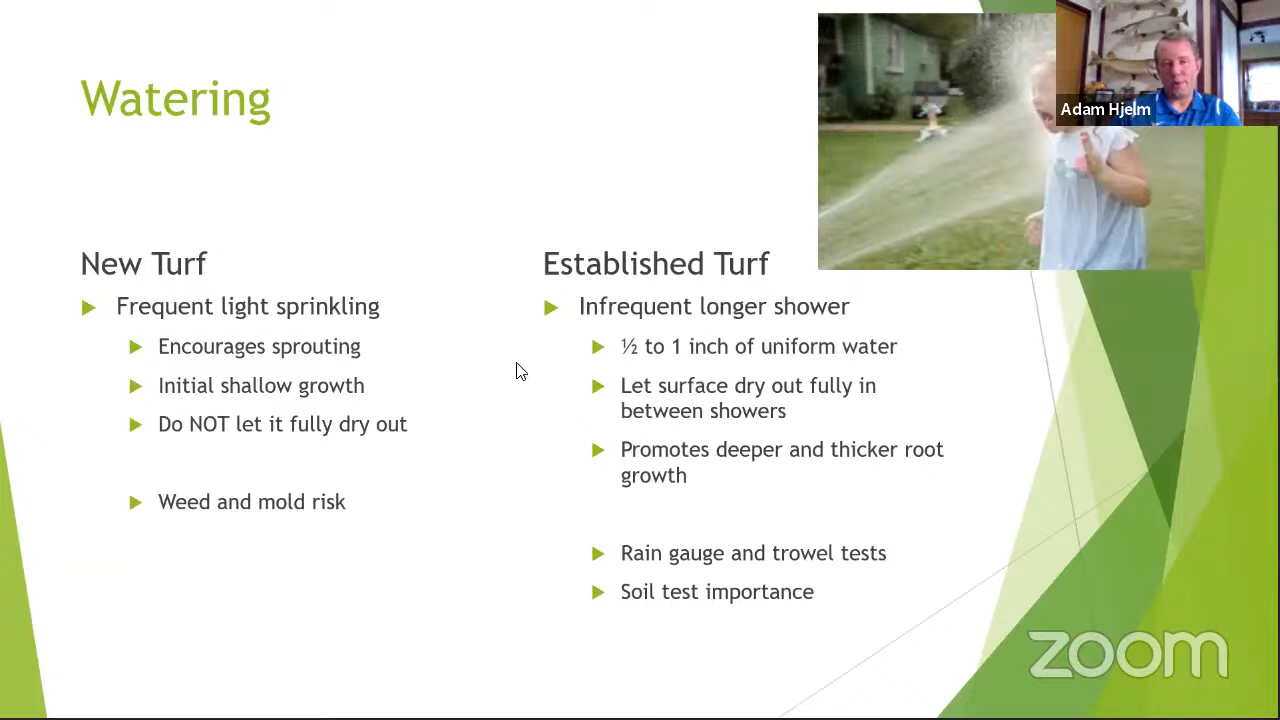 Watering
Adam Hjelm
New Turf
Frequent light sprinkling
Encourages sprouting
Initial shallow growth
Do NOT let it fully dry out
Weed and mold risk
Established Turf
Infrequent longer shower
½ to 1 inch of uniform water
Let surface dry out fully in
between showers
Promotes deeper and thicker root
growth
Rain gauge and trowel tests
Soil test importance
zoom